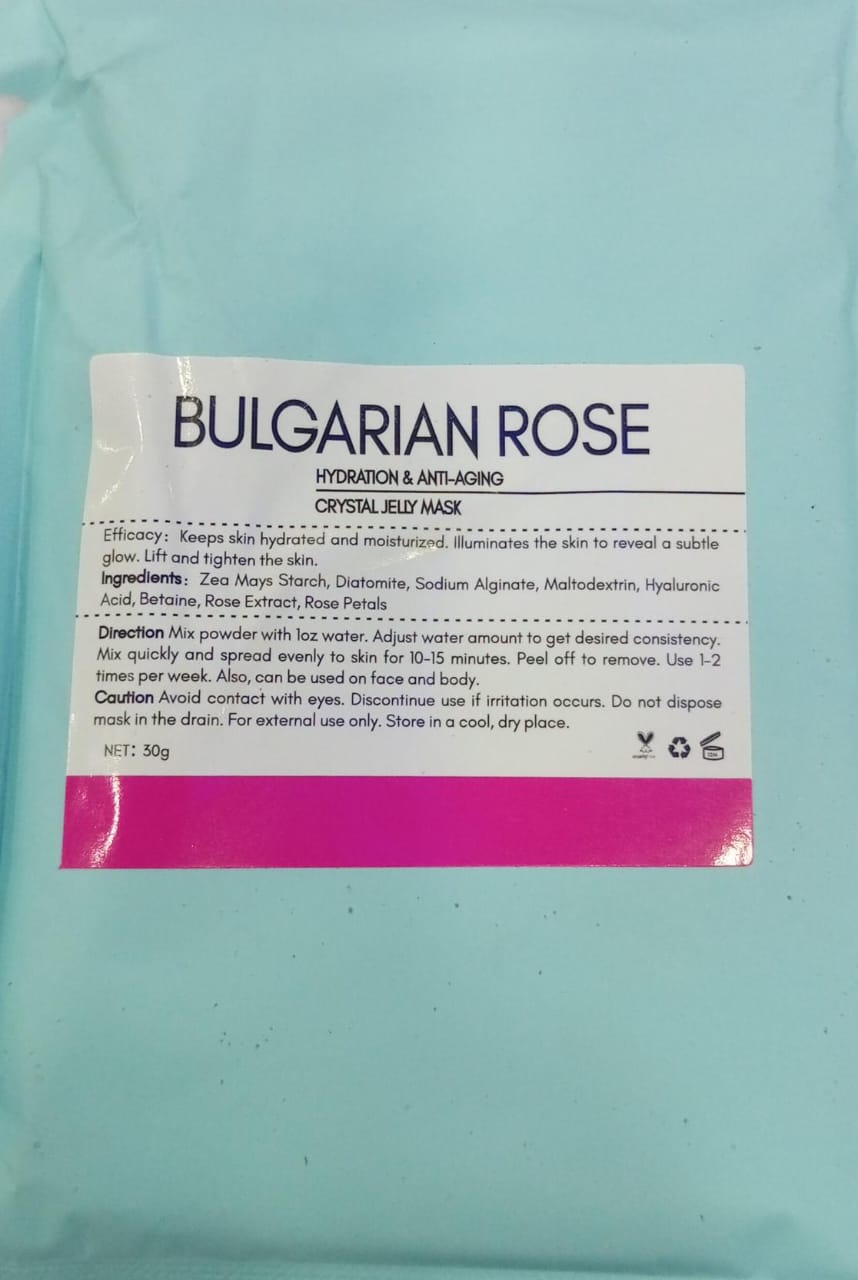 BULGARIAN ROSE
HYDRATION & ANTI-AGING
CRYSTAL JELLY MASK
Efficacy: Keeps skin hydrated and moisturized. Illuminates the skin to reveal a subtle
glow. Lift and tighten the skin.
Ingredients: Zea Mays Starch, Diatomite, Sodium Alginate, Maltodextrin, Hyaluronic
Acid, Betaine, Rose Extract, Rose Petals
Direction Mix powder with 1oz water. Adjust water amount to get desired consistency.
Mix quickly and spread evenly to skin for 10-15 minutes. Peel off to remove. Use 1-2
times per week. Also, can be used on face and body.
Caution Avoid contact with eyes. Discontinue use if irritation occurs. Do not dispose
mask in the drain. For external use only. Store in a cool, dry place.
NET: 30g